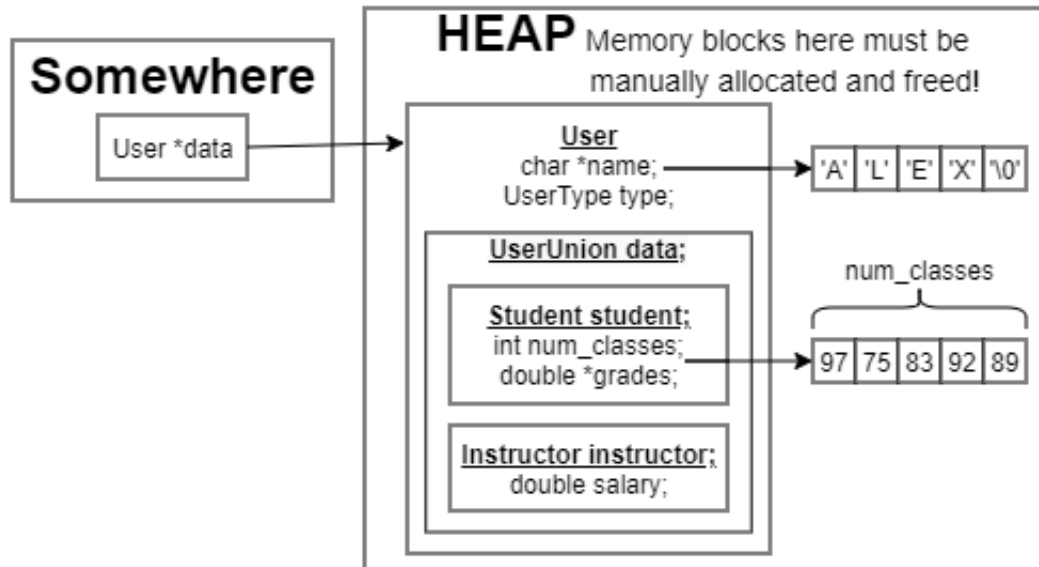 Somewhere
User *data
HEAP Memory blocks here must be
manually allocated and freed!
User
char *name;
UserType type;
'A' 'L' 'E' 'X' '\0'
UserUnion data;
Student student;
int num_classes;
double *grades;
num_classes
97 75 83 92 89
Instructor instructor;
double salary;